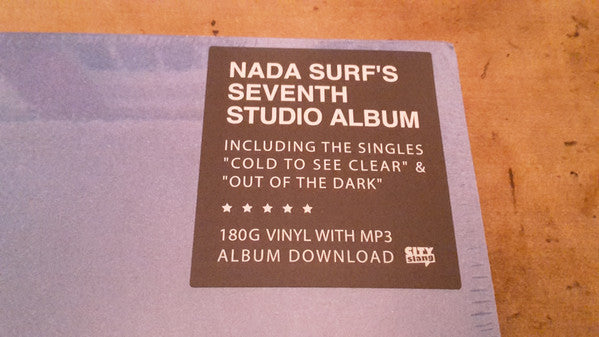 NADA SURF'S
SEVENTH
STUDIO ALBUM
INCLUDING THE SINGLES
"COLD TO SEE CLEAR" &
"OUT OF THE DARK"
★ ★ ★ ★ ★
180G VINYL WITH MP3
ALBUM DOWNLOAD
CITY
slang